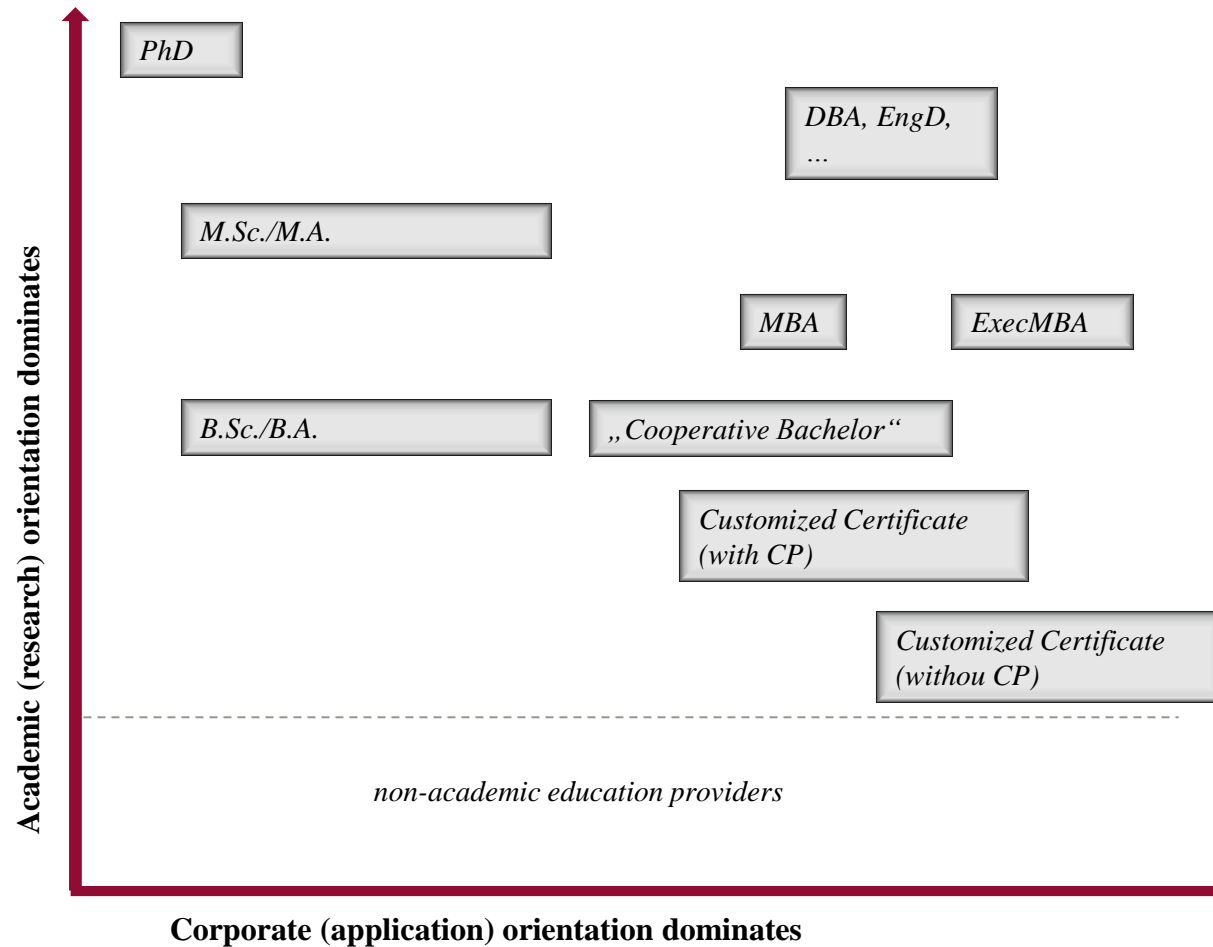 PhD
DBA, EngD,
...
M.Sc./M.A.
MBA
ExecMBA
B.Sc./B.A.
„Cooperative Bachelor“
Customized Certificate
(with CP)
Customized Certificate
(withou CP)
non-academic education providers
Academic (research) orientation dominates
Corporate (application) orientation dominates